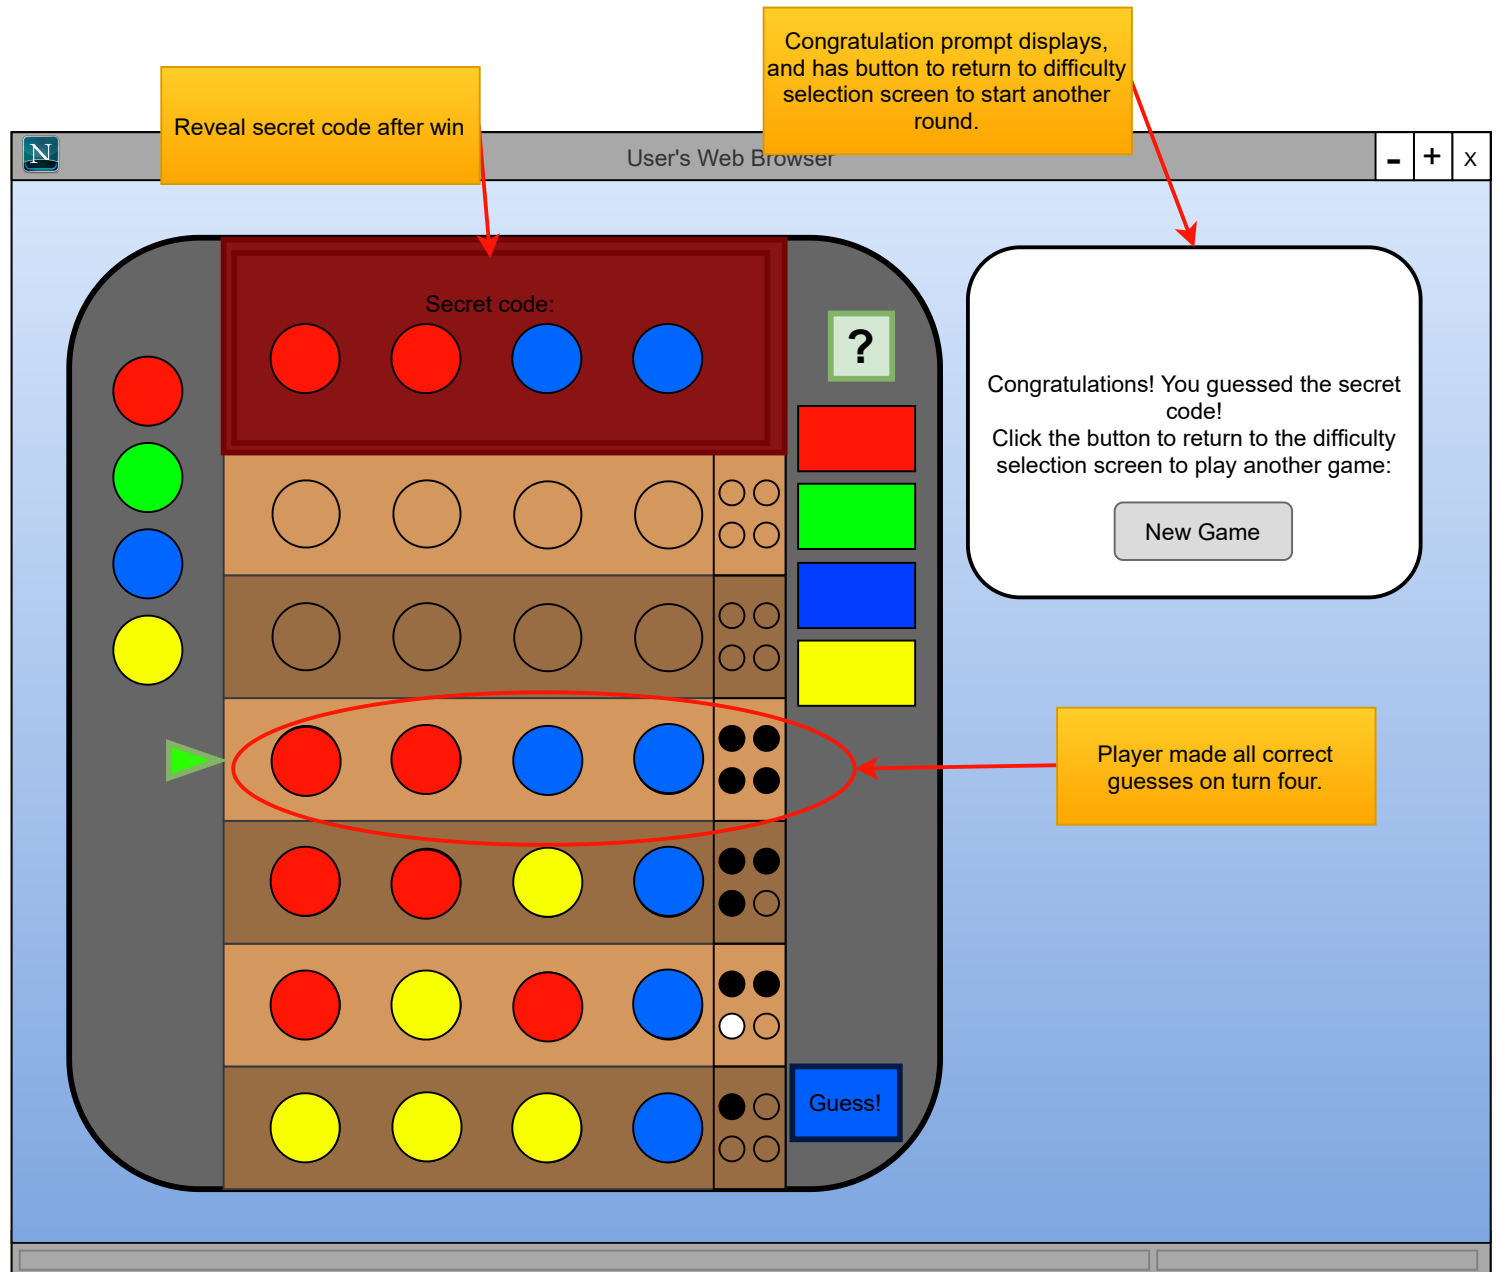 Congratulation prompt displays,
and has button to return to difficulty
selection screen to start another
round.
Reveal secret code after win
N
User's Web Browser
- + x
Secret code:
?
Congratulations! You guessed the secret
code!
Click the button to return to the difficulty
selection screen to play another game:
New Game
Player made all correct
guesses on turn four.
Guess!